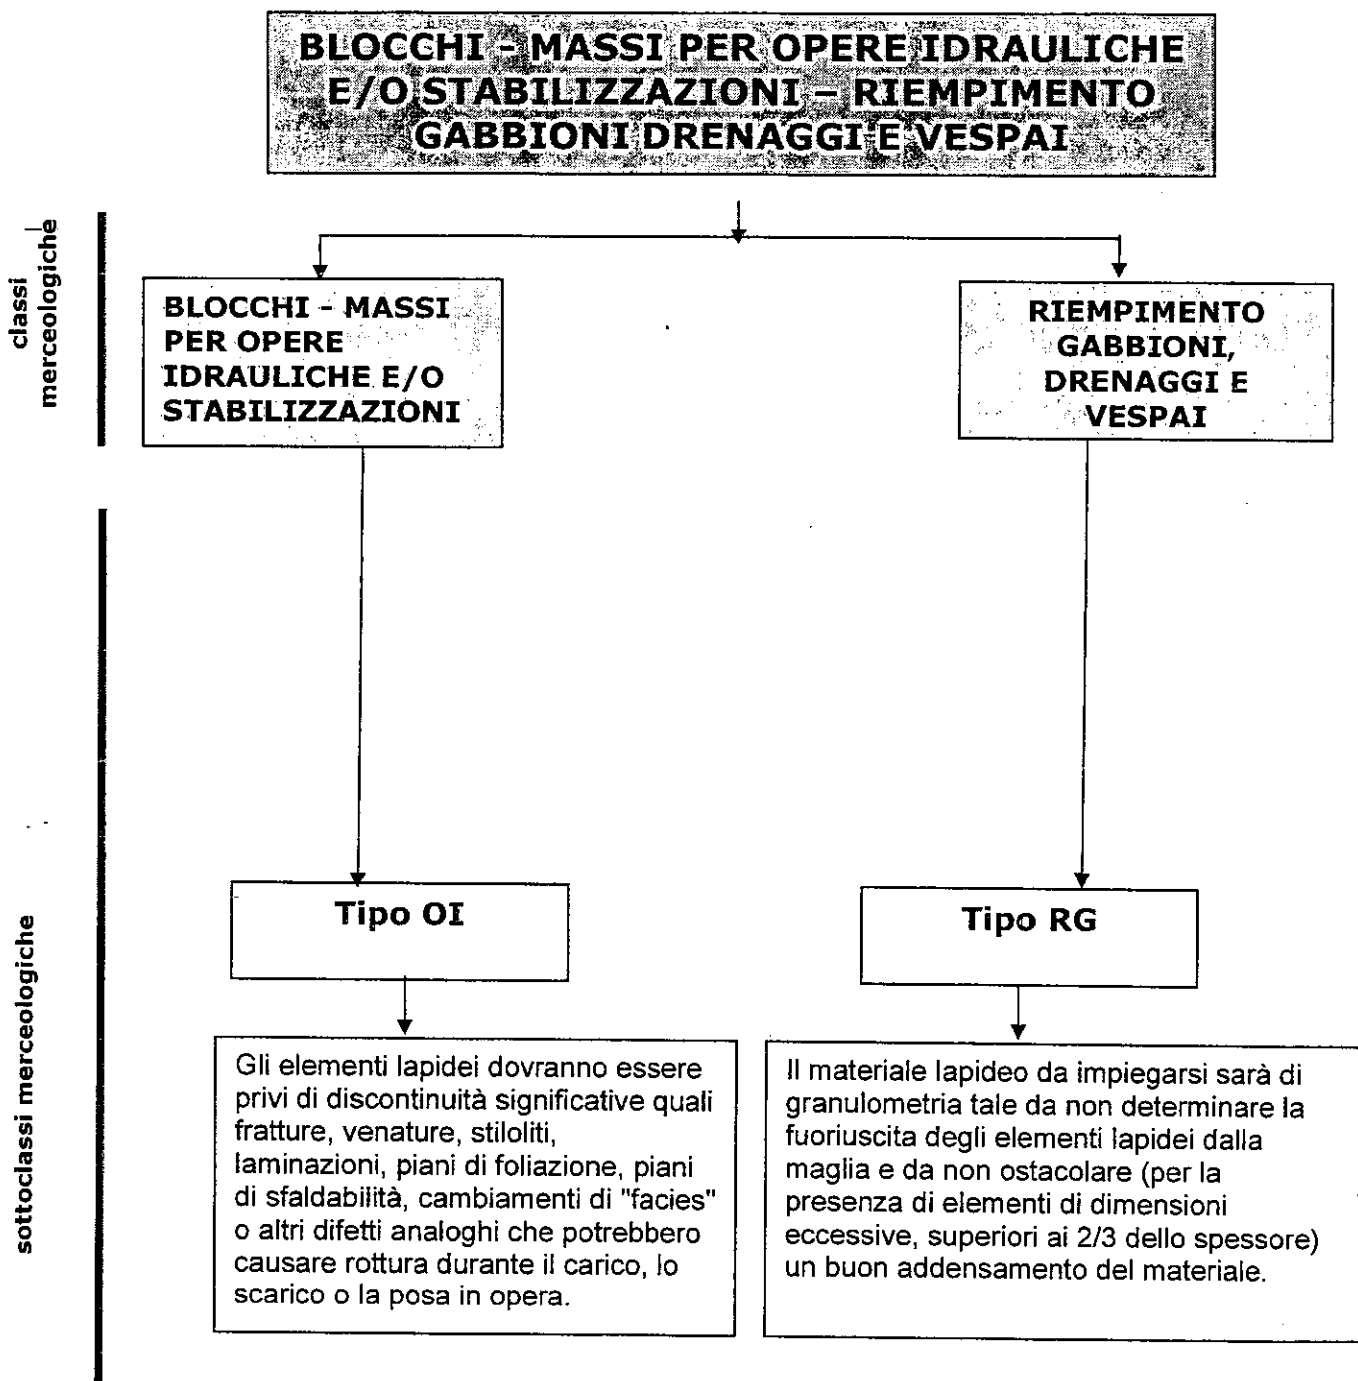 BLOCCHI - MASSI PER OPERE IDRAULICHE
E/O STABILIZZAZIONI – RIEMPIMENTO
GABBIONI DRENAGGI E VESPAI
classi
merceologiche
BLOCCHI - MASSI
PER OPERE
IDRAULICHE E/O
STABILIZZAZIONI
RIEMPIMENTO
GABBIONI,
DRENAGGI E
VESPAI
sottoclassi merceologiche
Tipo OI
Tipo RG
Gli elementi lapidei dovranno essere
privi di discontinuità significative quali
fratture, venature, stiloliti,
laminazioni, piani di foliazione, piani
di sfaldabilità, cambiamenti di "facies"
o altri difetti analoghi che potrebbero
causare rottura durante il carico, lo
scarico o la posa in opera.
Il materiale lapideo da impiegarsi sarà di
granulometria tale da non determinare la
fuoriuscita degli elementi lapidei dalla
maglia e da non ostacolare (per la
presenza di elementi di dimensioni
eccessive, superiori ai 2/3 dello spessore)
un buon addensamento del materiale.